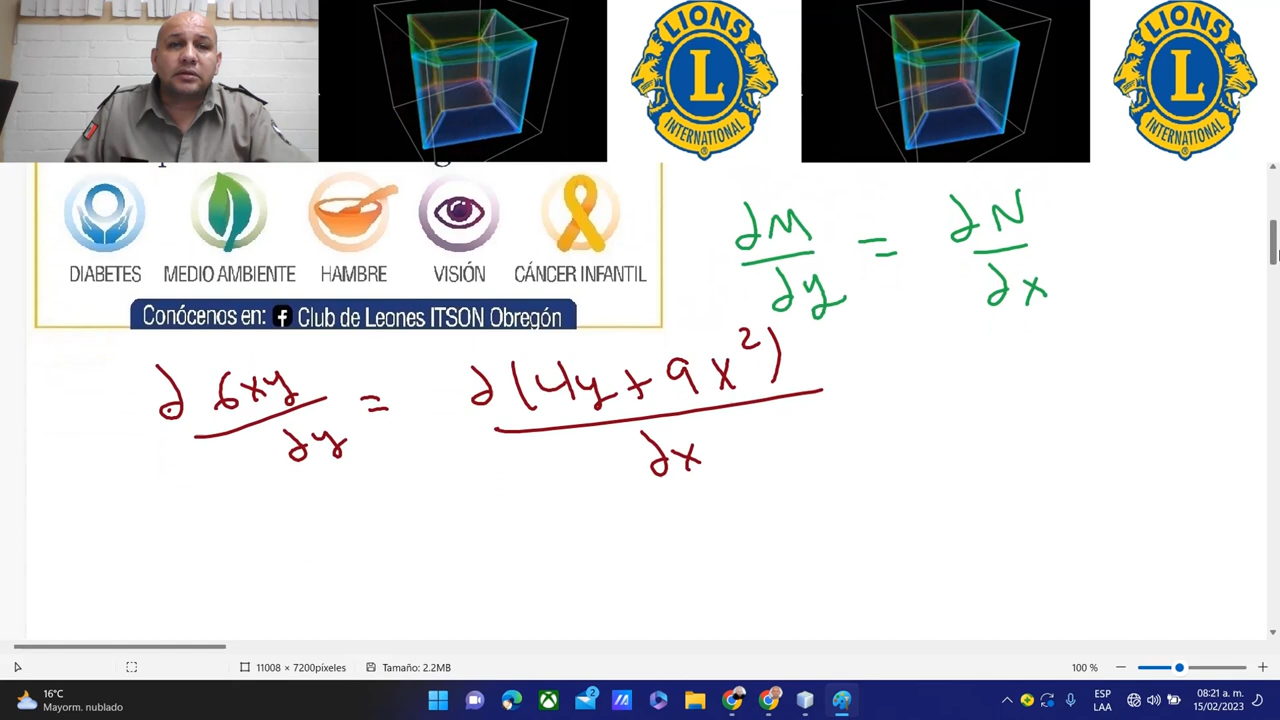 LIONS
L
INTERNATIONAL
®
LIONS
L
INTERNATIONAL
®
DIABETES
MEDIO AMBIENTE
HAMBRE
VISIÓN
CÁNCER INFANTIL
Conócenos en: f Club de Leones ITSON Obregón
∂M/∂y = ∂N/∂x
∂6xy/∂y = ∂(4y+9x²)/∂x
11008 × 7200píxeles
Tamaño: 2.2MB
100 %
16°C
Mayorm. nublado
2
ESP
LAA
08:21 a. m.
15/02/2023